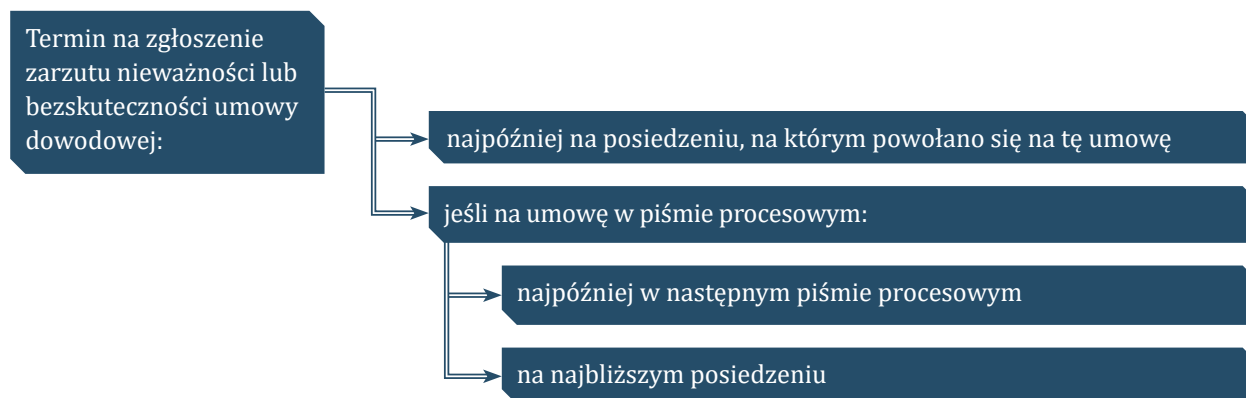 Termin na zgłoszenie
zarzutu nieważności lub
bezskuteczności umowy
dowodowej:
najpóźniej na posiedzeniu, na którym powołano się na tę umowę
jeśli na umowę w piśmie procesowym:
najpóźniej w następnym piśmie procesowym
na najbliższym posiedzeniu